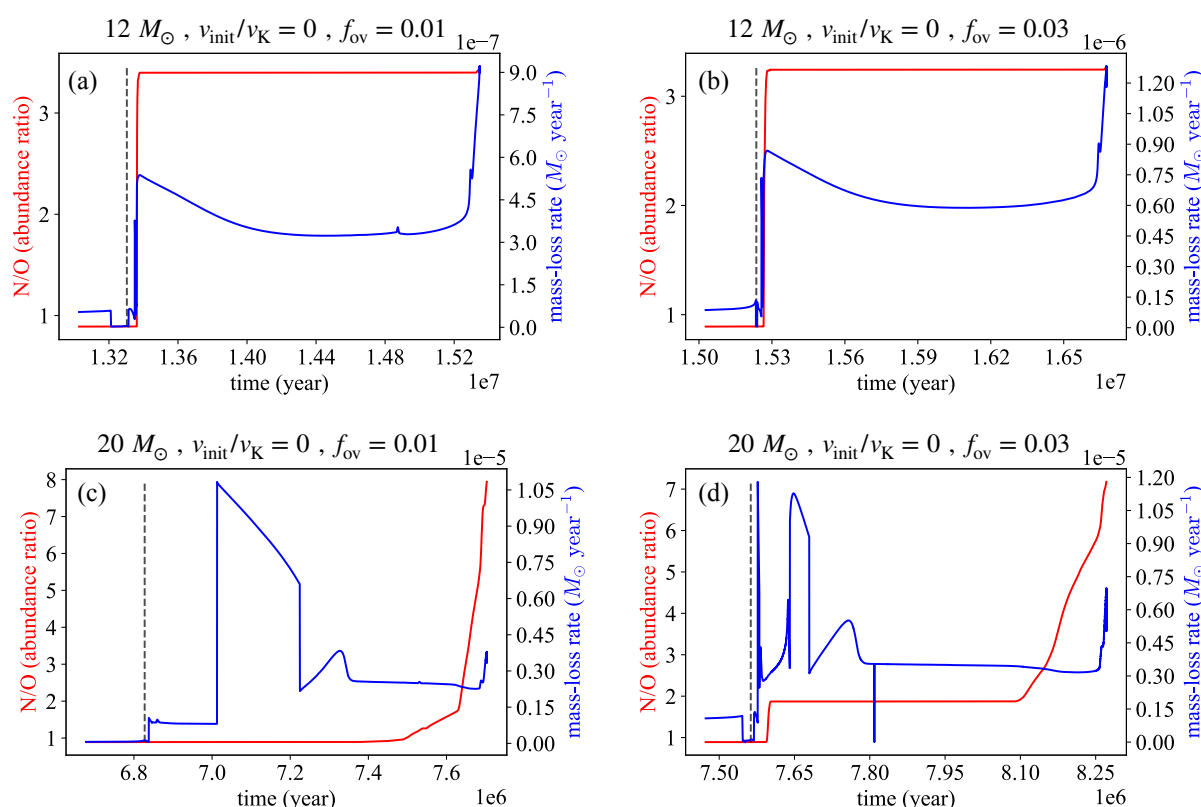 12 M⊙ , v_init/v_K = 0 , f_ov = 0.01
1e−7
(a)
3
2
1
N/O (abundance ratio)
9.0
7.5
6.0
4.5
3.0
1.5
0.0
mass-loss rate (M⊙ year⁻¹)
1.32 1.36 1.40 1.44 1.48 1.52
time (year)
1e7
12 M⊙ , v_init/v_K = 0 , f_ov = 0.03
1e−6
(b)
3
2
1
N/O (abundance ratio)
1.20
1.05
0.90
0.75
0.60
0.45
0.30
0.15
0.00
mass-loss rate (M⊙ year⁻¹)
1.50 1.53 1.56 1.59 1.62 1.65
time (year)
1e7
20 M⊙ , v_init/v_K = 0 , f_ov = 0.01
1e−5
(c)
8
7
6
5
4
3
2
1
N/O (abundance ratio)
1.05
0.90
0.75
0.60
0.45
0.30
0.15
0.00
mass-loss rate (M⊙ year⁻¹)
6.8 7.0 7.2 7.4 7.6
time (year)
1e6
20 M⊙ , v_init/v_K = 0 , f_ov = 0.03
1e−5
(d)
7
6
5
4
3
2
1
N/O (abundance ratio)
1.20
1.05
0.90
0.75
0.60
0.45
0.30
0.15
0.00
mass-loss rate (M⊙ year⁻¹)
7.50 7.65 7.80 7.95 8.10 8.25
time (year)
1e6